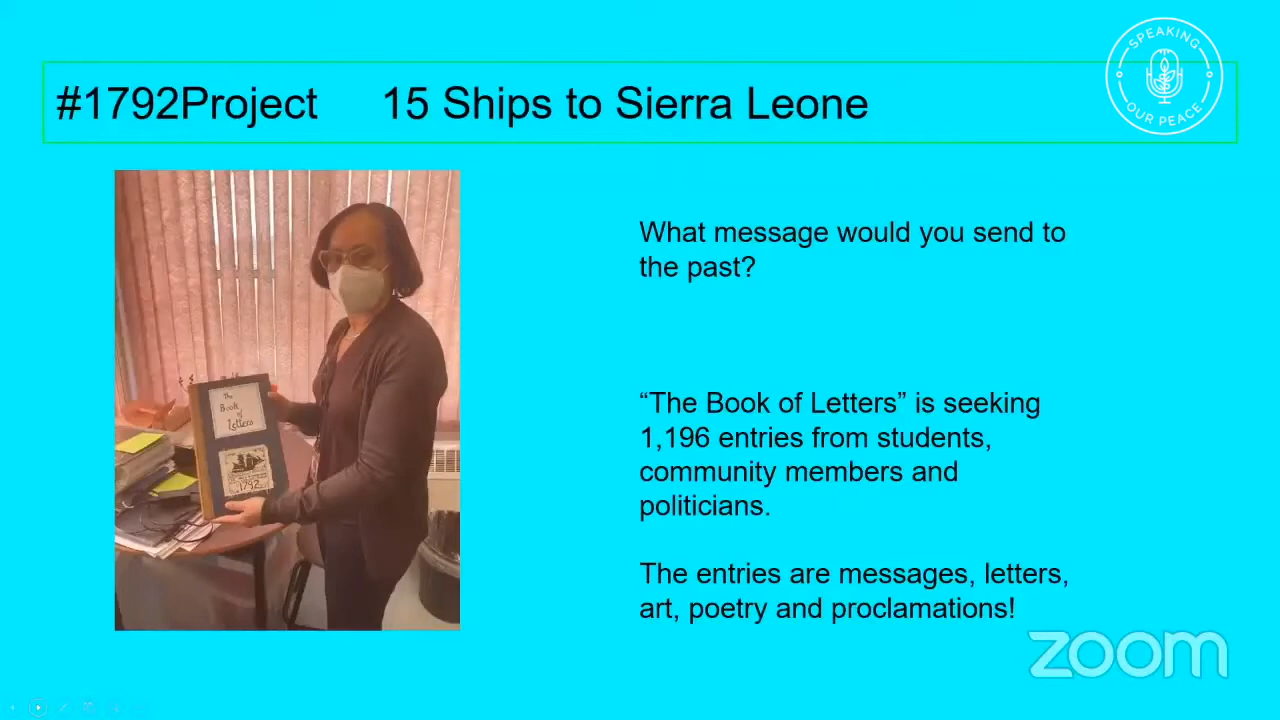 SPEAKING
OUR PEACE
#1792Project 15 Ships to Sierra Leone
What message would you send to
the past?
The
Book
of
Letters
1792
“The Book of Letters” is seeking
1,196 entries from students,
community members and
politicians.
The entries are messages, letters,
art, poetry and proclamations!
zoom